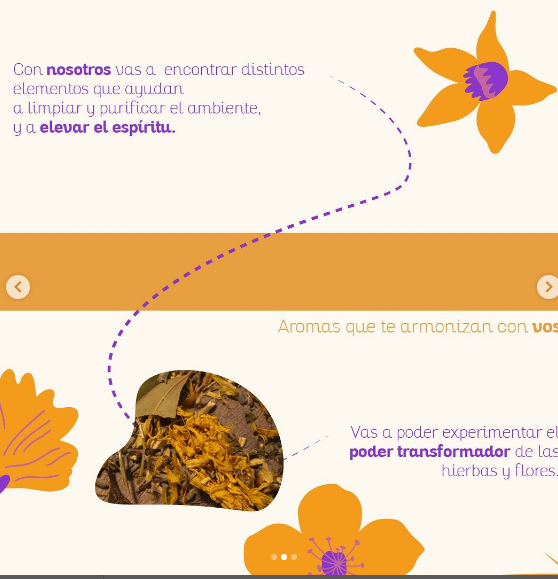 Con nosotros vas a encontrar distintos
elementos que ayudan
a limpiar y purificar el ambiente,
y a elevar el espíritu.
Aromas que te armonizan con vos
Vas a poder experimentar el
poder transformador de las
hierbas y flores.